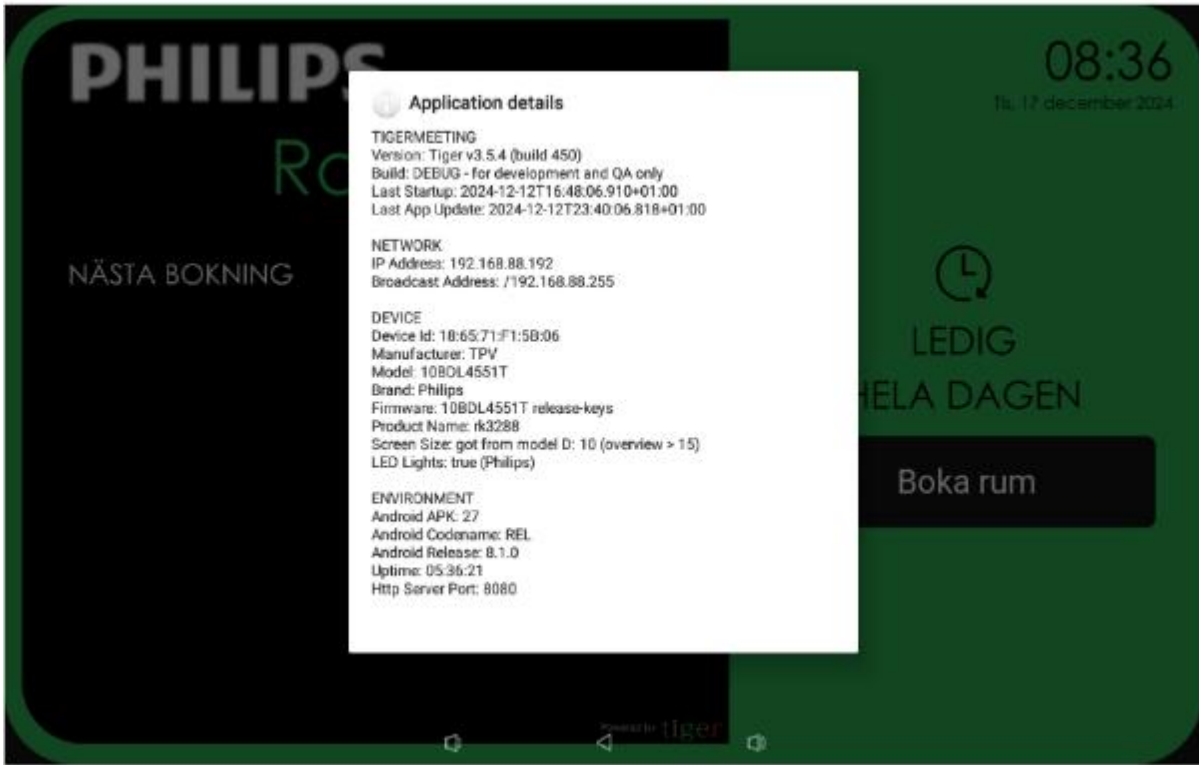 PHILIPS
08:36
Tis, 17 december 2024
Ro
NÄSTA BOKNING
LEDIG
HELA DAGEN
Boka rum
Application details
TIGERMEETING
Version: Tiger v3.5.4 (build 450)
Build: DEBUG - for development and QA only
Last Startup: 2024-12-12T16:48:06.910+01:00
Last App Update: 2024-12-12T23:40:06.818+01:00
NETWORK
IP Address: 192.168.88.192
Broadcast Address: /192.168.88.255
DEVICE
Device Id: 18:65:71:F1:5B:06
Manufacturer: TPV
Model: 10BDL4551T
Brand: Philips
Firmware: 10BDL4551T release-keys
Product Name: rk3288
Screen Size: got from model D: 10 (overview > 15)
LED Lights: true (Philips)
ENVIRONMENT
Android APK: 27
Android Codename: REL
Android Release: 8.1.0
Uptime: 05:36:21
Http Server Port: 8080
Powered by tiger